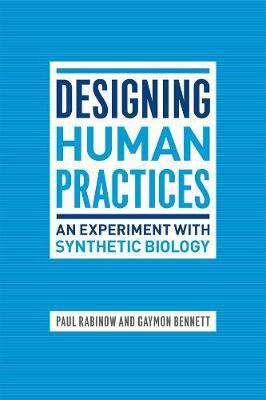 DESIGNING
HUMAN
PRACTICES
AN EXPERIMENT WITH
SYNTHETIC BIOLOGY
PAUL RABINOW AND GAYMON BENNETT